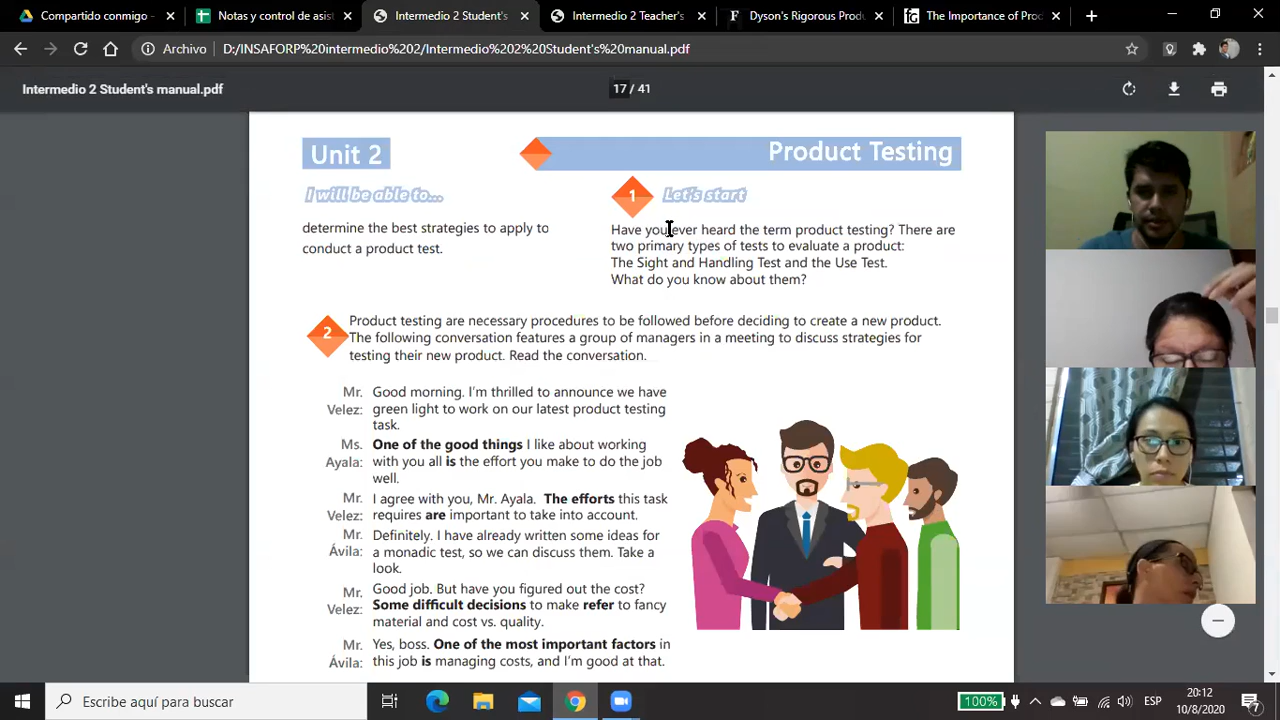 Compartido conmigo –
Notas y control de asis
Intermedio 2 Student's
Intermedio 2 Teacher's
Dyson's Rigorous Produ
The Importance of Proc
Archivo
D:/INSAFORP%20intermedio%202/Intermedio%202%20Student's%20manual.pdf
Intermedio 2 Student's manual.pdf
17 / 41
Unit 2
Product Testing
I will be able to...
determine the best strategies to apply to
conduct a product test.
1
Let's start
Have you ever heard the term product testing? There are
two primary types of tests to evaluate a product:
The Sight and Handling Test and the Use Test.
What do you know about them?
2
Product testing are necessary procedures to be followed before deciding to create a new product.
The following conversation features a group of managers in a meeting to discuss strategies for
testing their new product. Read the conversation.
Mr. Good morning. I'm thrilled to announce we have
Velez: green light to work on our latest product testing
task.
Ms. One of the good things I like about working
Ayala: with you all is the effort you make to do the job
well.
Mr. I agree with you, Mr. Ayala. The efforts this task
Velez: requires are important to take into account.
Mr. Definitely. I have already written some ideas for
Ávila: a monadic test, so we can discuss them. Take a
look.
Mr. Good job. But have you figured out the cost?
Velez: Some difficult decisions to make refer to fancy
material and cost vs. quality.
Mr. Yes, boss. One of the most important factors in
Ávila: this job is managing costs, and I'm good at that.
Escribe aquí para buscar
100%
ESP
20:12
10/8/2020
7